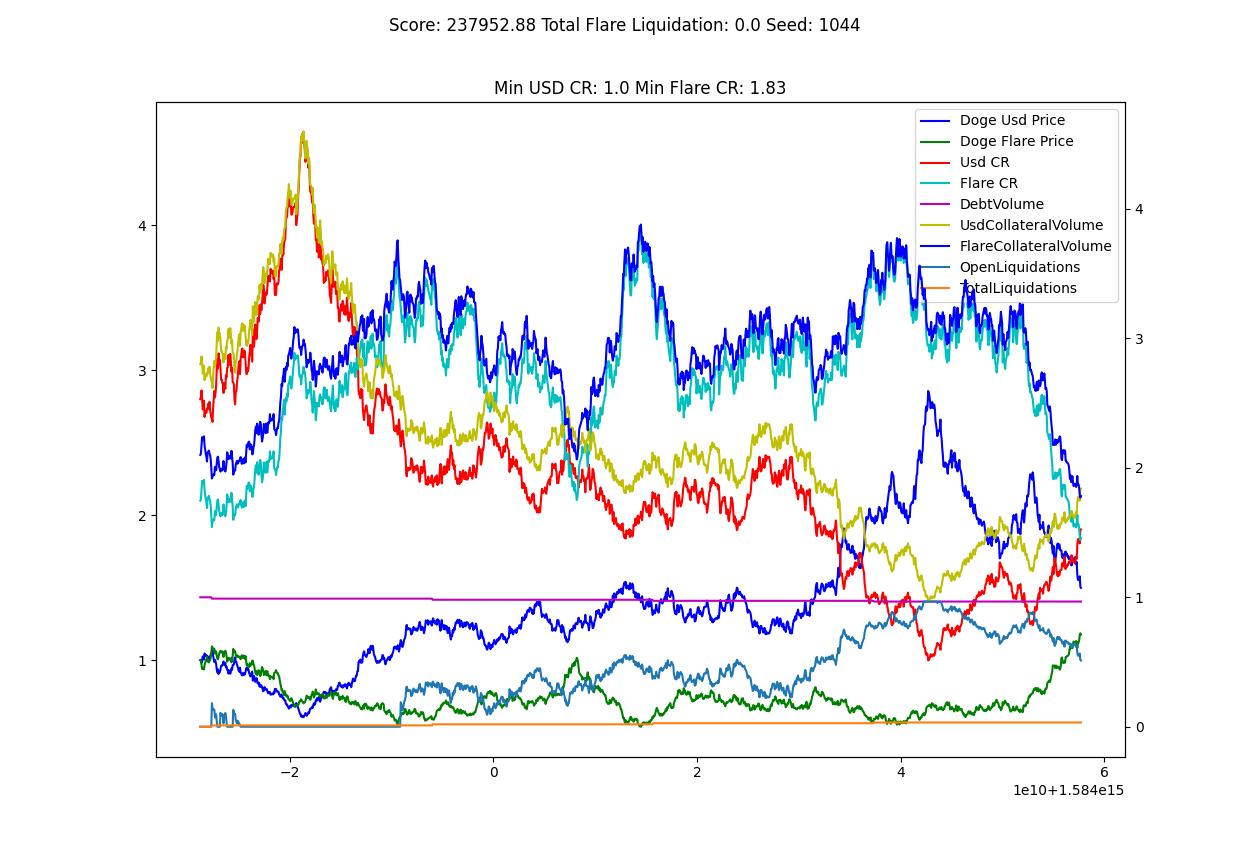 Score: 237952.88 Total Flare Liquidation: 0.0 Seed: 1044
Min USD CR: 1.0 Min Flare CR: 1.83
Doge Usd Price
Doge Flare Price
Usd CR
Flare CR
DebtVolume
UsdCollateralVolume
FlareCollateralVolume
OpenLiquidations
TotalLiquidations
4
3
2
1
4
3
2
1
0
−2 0 2 4 6
1e10+1.584e15